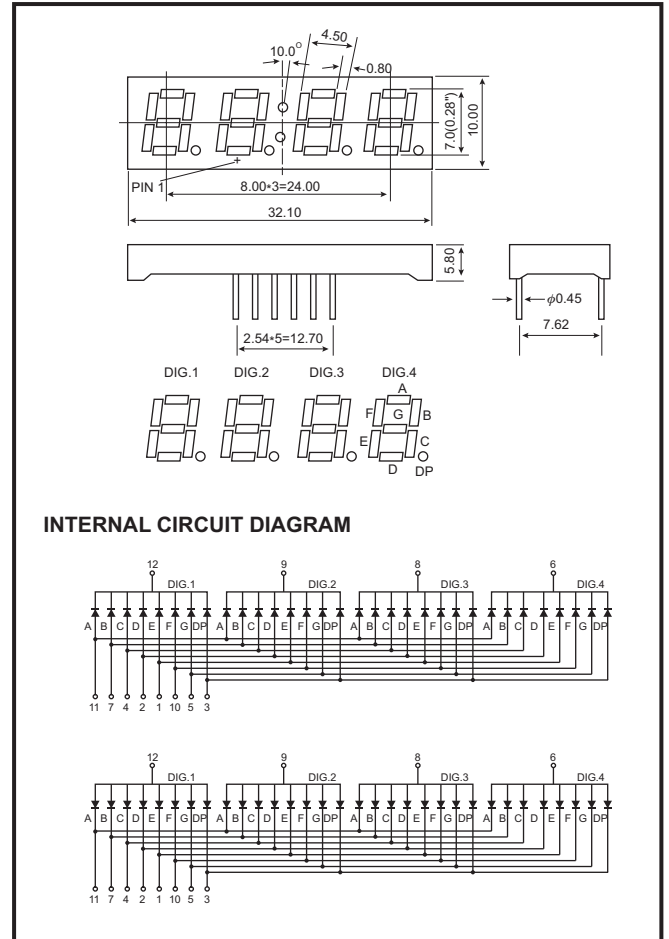 4.50
10.0°
0.80
7.0(0.28")
10.00
PIN 1
8.00*3=24.00
32.10
5.80
ϕ0.45
2.54*5=12.70
7.62
DIG.1 DIG.2 DIG.3 DIG.4
A
F G B
E C
D DP
INTERNAL CIRCUIT DIAGRAM
12 9 8 6
DIG.1 DIG.2 DIG.3 DIG.4
A B C D E F G DP A B C D E F G DP A B C D E F G DP A B C D E F G DP
11 7 4 2 1 10 5 3
12 9 8 6
DIG.1 DIG.2 DIG.3 DIG.4
A B C D E F G DP A B C D E F G DP A B C D E F G DP A B C D E F G DP
11 7 4 2 1 10 5 3